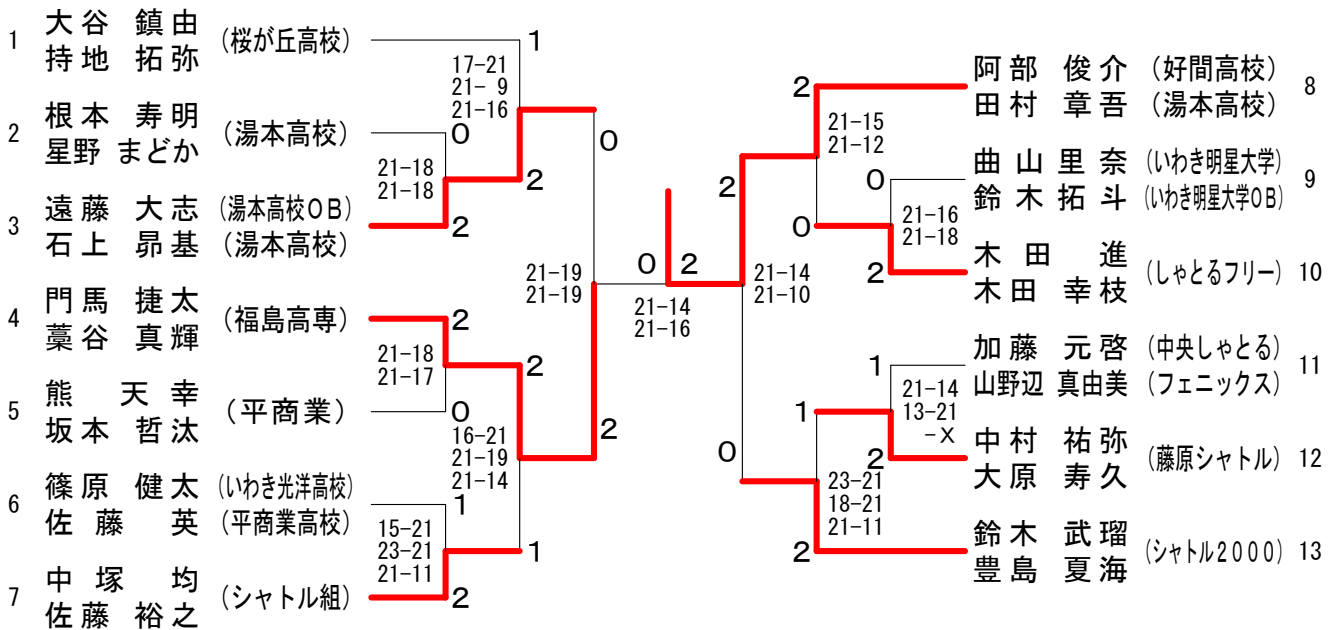 1 大谷 鎮由 (桜が丘高校)
持地 拓弥
1
17-21
21- 9
21-16
2 根本 寿明 (湯本高校)
星野 まどか
0
21-18
21-18
2
0
3 遠藤 大志 (湯本高校OB)
石上 昴基 (湯本高校)
2
21-19
21-19
4 門馬 捷太 (福島高専)
藁谷 真輝
2
21-18
21-17
2
5 熊 天幸 (平商業)
坂本 哲汰
0
16-21
21-19
21-14
2
6 篠原 健太 (いわき光洋高校)
佐藤 英 (平商業高校)
1
15-21
23-21
21-11
1
7 中塚 均 (シャトル組)
佐藤 裕之
2
0 2
21-14
21-16
2
阿部 俊介 (好間高校) 8
田村 章吾 (湯本高校)
21-15
21-12
2
曲山里奈 (いわき明星大学) 9
鈴木拓斗 (いわき明星大学OB)
0
21-16
21-18
0
木田 進 (しゃとるフリー) 10
木田 幸枝
2
21-14
21-10
加藤 元啓 (中央しゃとる) 11
山野辺 真由美 (フェニックス)
1
21-14
13-21
-X
1
中村 祐弥 (藤原シャトル) 12
大原 寿久
2
0
23-21
18-21
21-11
鈴木 武瑠 (シャトル2000) 13
豊島 夏海
2